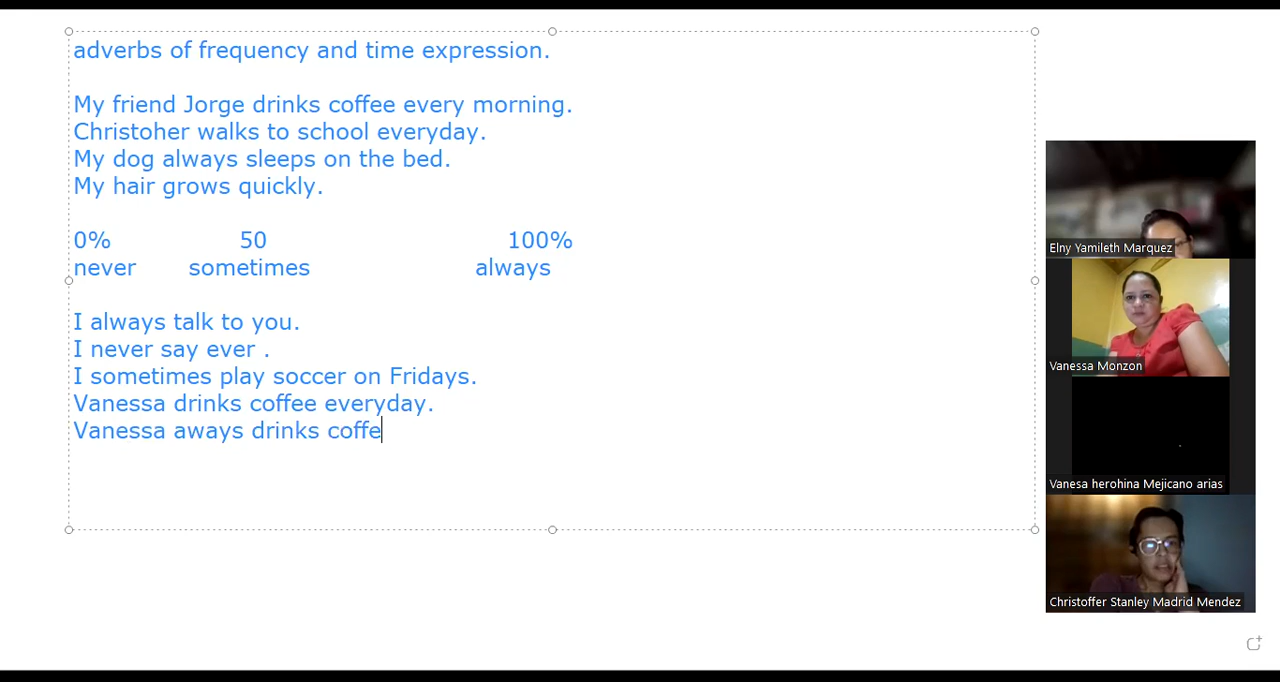 adverbs of frequency and time expression.
My friend Jorge drinks coffee every morning.
Christoher walks to school everyday.
My dog always sleeps on the bed.
My hair grows quickly.
0% 50 100%
never sometimes always
I always talk to you.
I never say ever .
I sometimes play soccer on Fridays.
Vanessa drinks coffee everyday.
Vanessa aways drinks coffe
Elny Yamileth Marquez
Vanessa Monzon
Vanesa herohina Mejicano arias
Christoffer Stanley Madrid Mendez